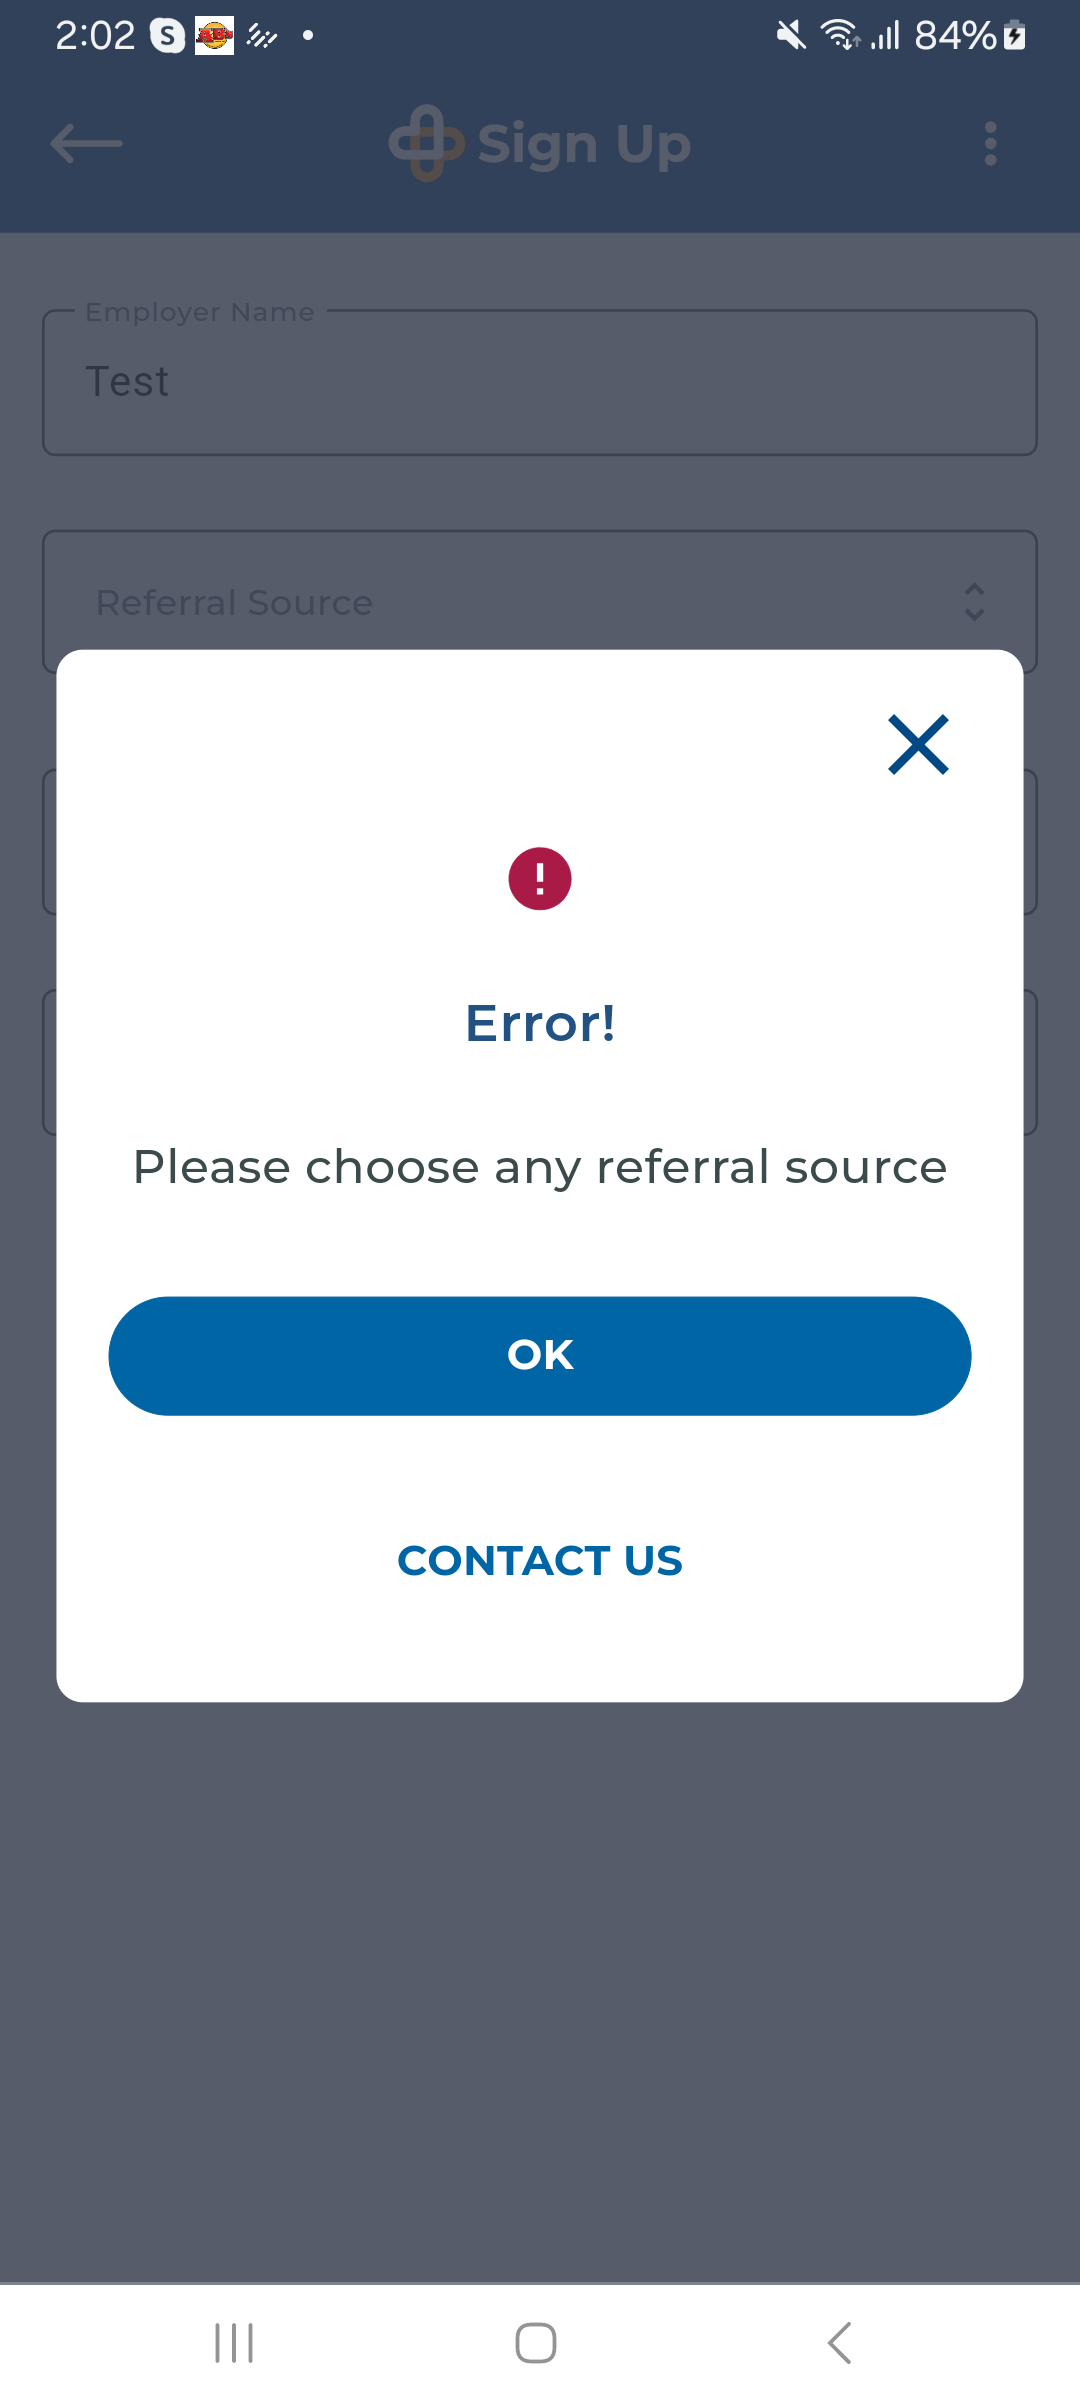 2:02 S AB's 84%
Sign Up
Employer Name
Test
Referral Source
Error!
Please choose any referral source
OK
CONTACT US